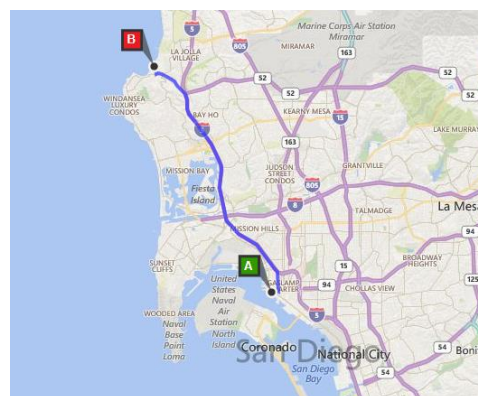 Marine Corps Air Station
Miramar
5
B
LA JOLLA
VILLAGE
805
MIRAMAR
163
52
52
52
52
WINDANSEA
LUXURY
CONDOS
BAY HO
5
KEARNY MESA
15
163
LAKE MURRAY
MISSION BAY
JUDSON
STREET
CONDOS
GRANTVILLE
Fiesta
Island
805
8
TALMADGE
La Mesa
MISSION HILLS
94
SUNSET
CLIFFS
A
15
BROADWAY
HEIGHTS
United
States
Naval
Air
Station
North
Island
94
CHOLLAS VIEW
125
WOODED AREA
Naval
Base
Point
Loma
5
Coronado
San Diego
National City
San Diego
Bay
54
54
Bonit